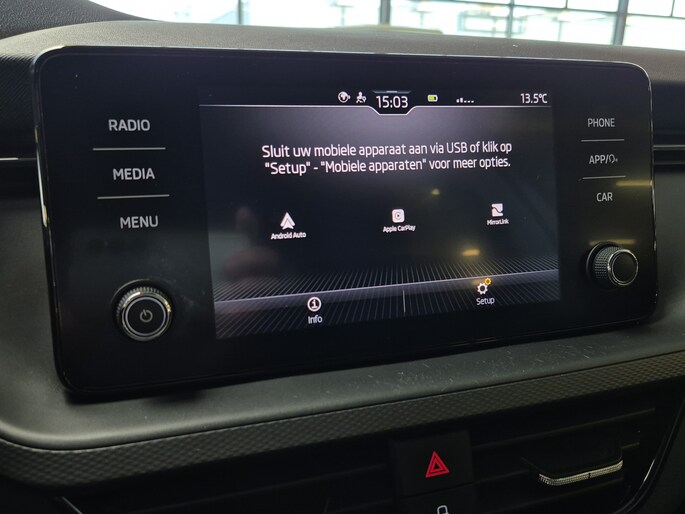 15:03
13.5°C
RADIO
MEDIA
MENU
Sluit uw mobiele apparaat aan via USB of klik op
"Setup" - "Mobiele apparaten" voor meer opties.
Android Auto
Apple CarPlay
MirrorLink
Info
Setup
PHONE
APP/
CAR